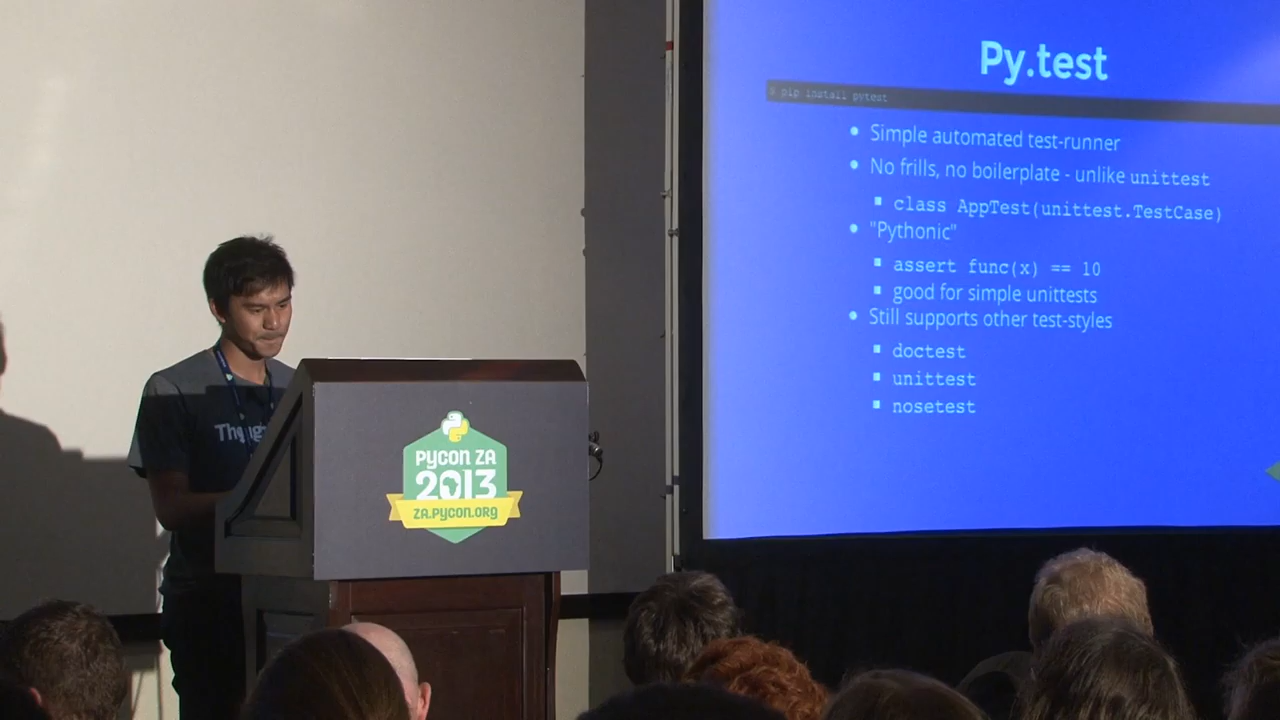 Py.test
$ pip install pytest
Simple automated test-runner
No frills, no boilerplate - unlike unittest
class AppTest(unittest.TestCase)
"Pythonic"
assert func(x) == 10
good for simple unittests
Still supports other test-styles
doctest
unittest
nosetest
PYCON ZA
2013
ZA.PYCON.ORG